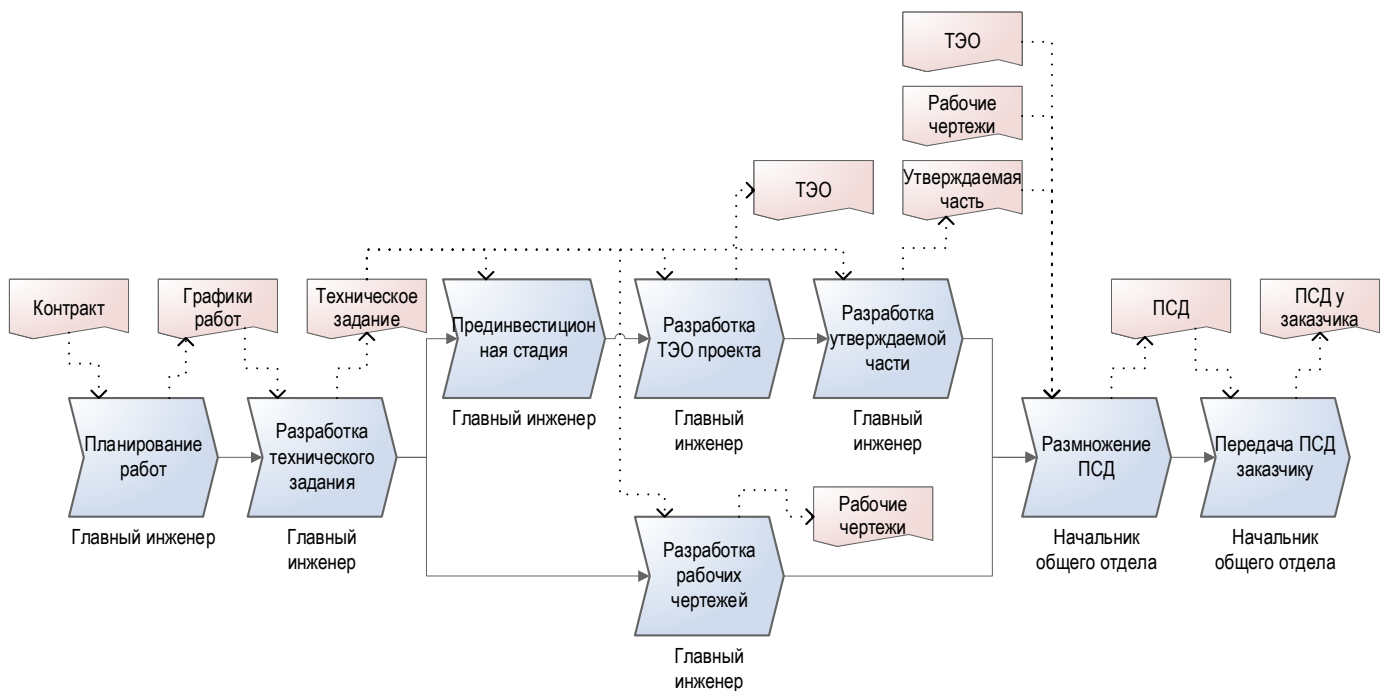 ТЭО
Рабочие
чертежи
ТЭО
Утверждаемая
часть
Контракт
Графики
работ
Техническое
задание
ПСД
ПСД у
заказчика
Прединвестицион
ная стадия
Разработка
ТЭО проекта
Разработка
утверждаемой
части
Главный инженер
Главный
инженер
Главный
инженер
Планирование
работ
Разработка
технического
задания
Размножение
ПСД
Передача ПСД
заказчику
Главный инженер
Главный
инженер
Рабочие
чертежи
Начальник
общего отдела
Начальник
общего отдела
Разработка
рабочих
чертежей
Главный
инженер